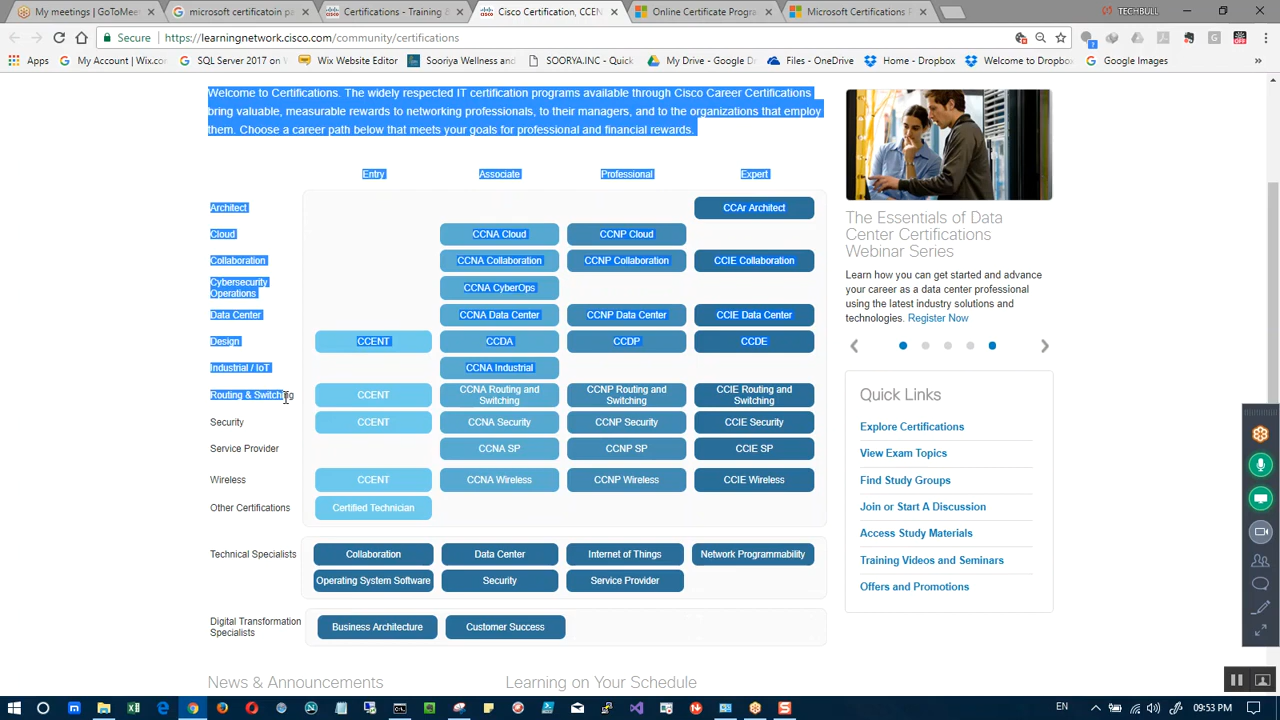 My meetings | GoToMeet
microsoft certificatoin pa
Certifications - Training &
Cisco Certification, CCEN
Online Certificate Progra
Microsoft Certifications F
TECHBULL
Secure
https://learningnetwork.cisco.com/community/certifications
Apps
My Account | Wix.com
SQL Server 2017 on W
Wix Website Editor
Sooriya Wellness and
SOORYA.INC - Quick
My Drive - Google Dr
Files - OneDrive
Welcome to Dropbox
Welcome to Dropbox
Google Images
Welcome to Certifications. The widely respected IT certification programs available through Cisco Career Certifications
bring valuable, measurable rewards to networking professionals, to their managers, and to the organizations that employ
them. Choose a career path below that meets your goals for professional and financial rewards.
Entry Associate Professional Expert
Architect CCAr Architect
Cloud CCNA Cloud CCNP Cloud
Collaboration CCNA Collaboration CCNP Collaboration CCIE Collaboration
Cybersecurity
Operations
CCNA CyberOps
Data Center CCNA Data Center CCNP Data Center CCIE Data Center
Design CCENT CCDA CCDP CCDE
Industrial / IoT CCNA Industrial
Routing & Switching CCENT
CCNA Routing and
Switching
CCNP Routing and
Switching
CCIE Routing and
Switching
Security CCENT CCNA Security CCNP Security CCIE Security
Service Provider CCNA SP CCNP SP CCIE SP
Wireless CCENT CCNA Wireless CCNP Wireless CCIE Wireless
Other Certifications Certified Technician
Technical Specialists Collaboration Data Center Internet of Things Network Programmability
Operating System Software Security Service Provider
Digital Transformation
Specialists
Business Architecture Customer Success
News & Announcements
Learning on Your Schedule
The Essentials of Data
Center Certifications
Webinar Series
Learn how you can get started and advance
your career as a data center professional
using the latest industry solutions and
technologies. Register Now
Quick Links
Explore Certifications
View Exam Topics
Find Study Groups
Join or Start A Discussion
Access Study Materials
Training Videos and Seminars
Offers and Promotions
EN
09:53 PM